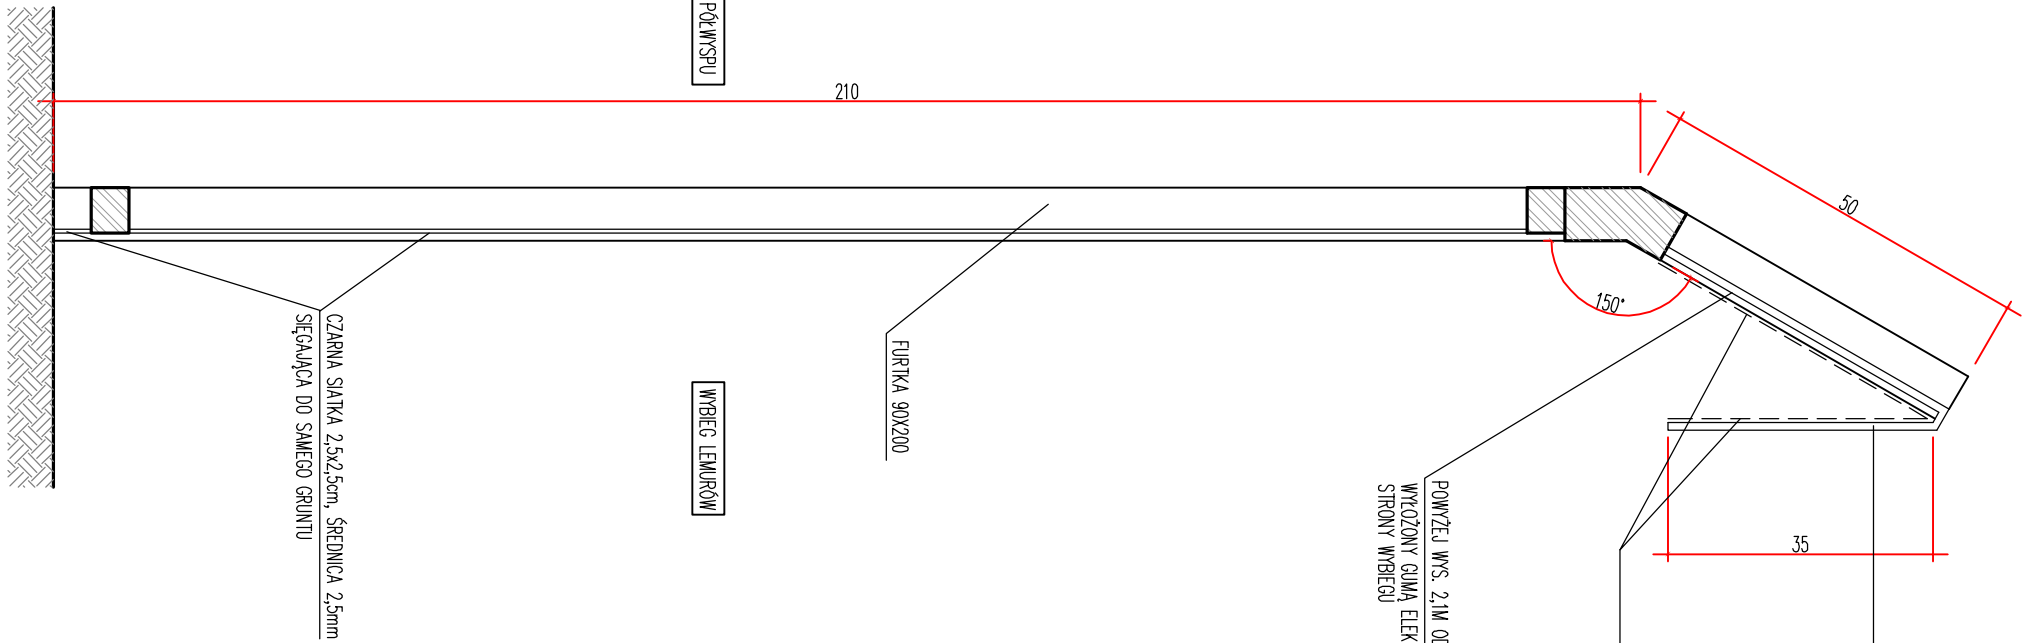 PÓŁWYSPU
210
50
150°
35
FURTKA 90X200
WYBIEG LEMURÓW
CZARNA SIATKA 2,5x2,5cm, ŚREDNICA 2,5mm
SIĘGAJĄCA DO SAMEGO GRUNTU
POWYŻEJ WYS. 2,1M
WYŁOŻONY GUMĄ
STRONY WYBIEGU